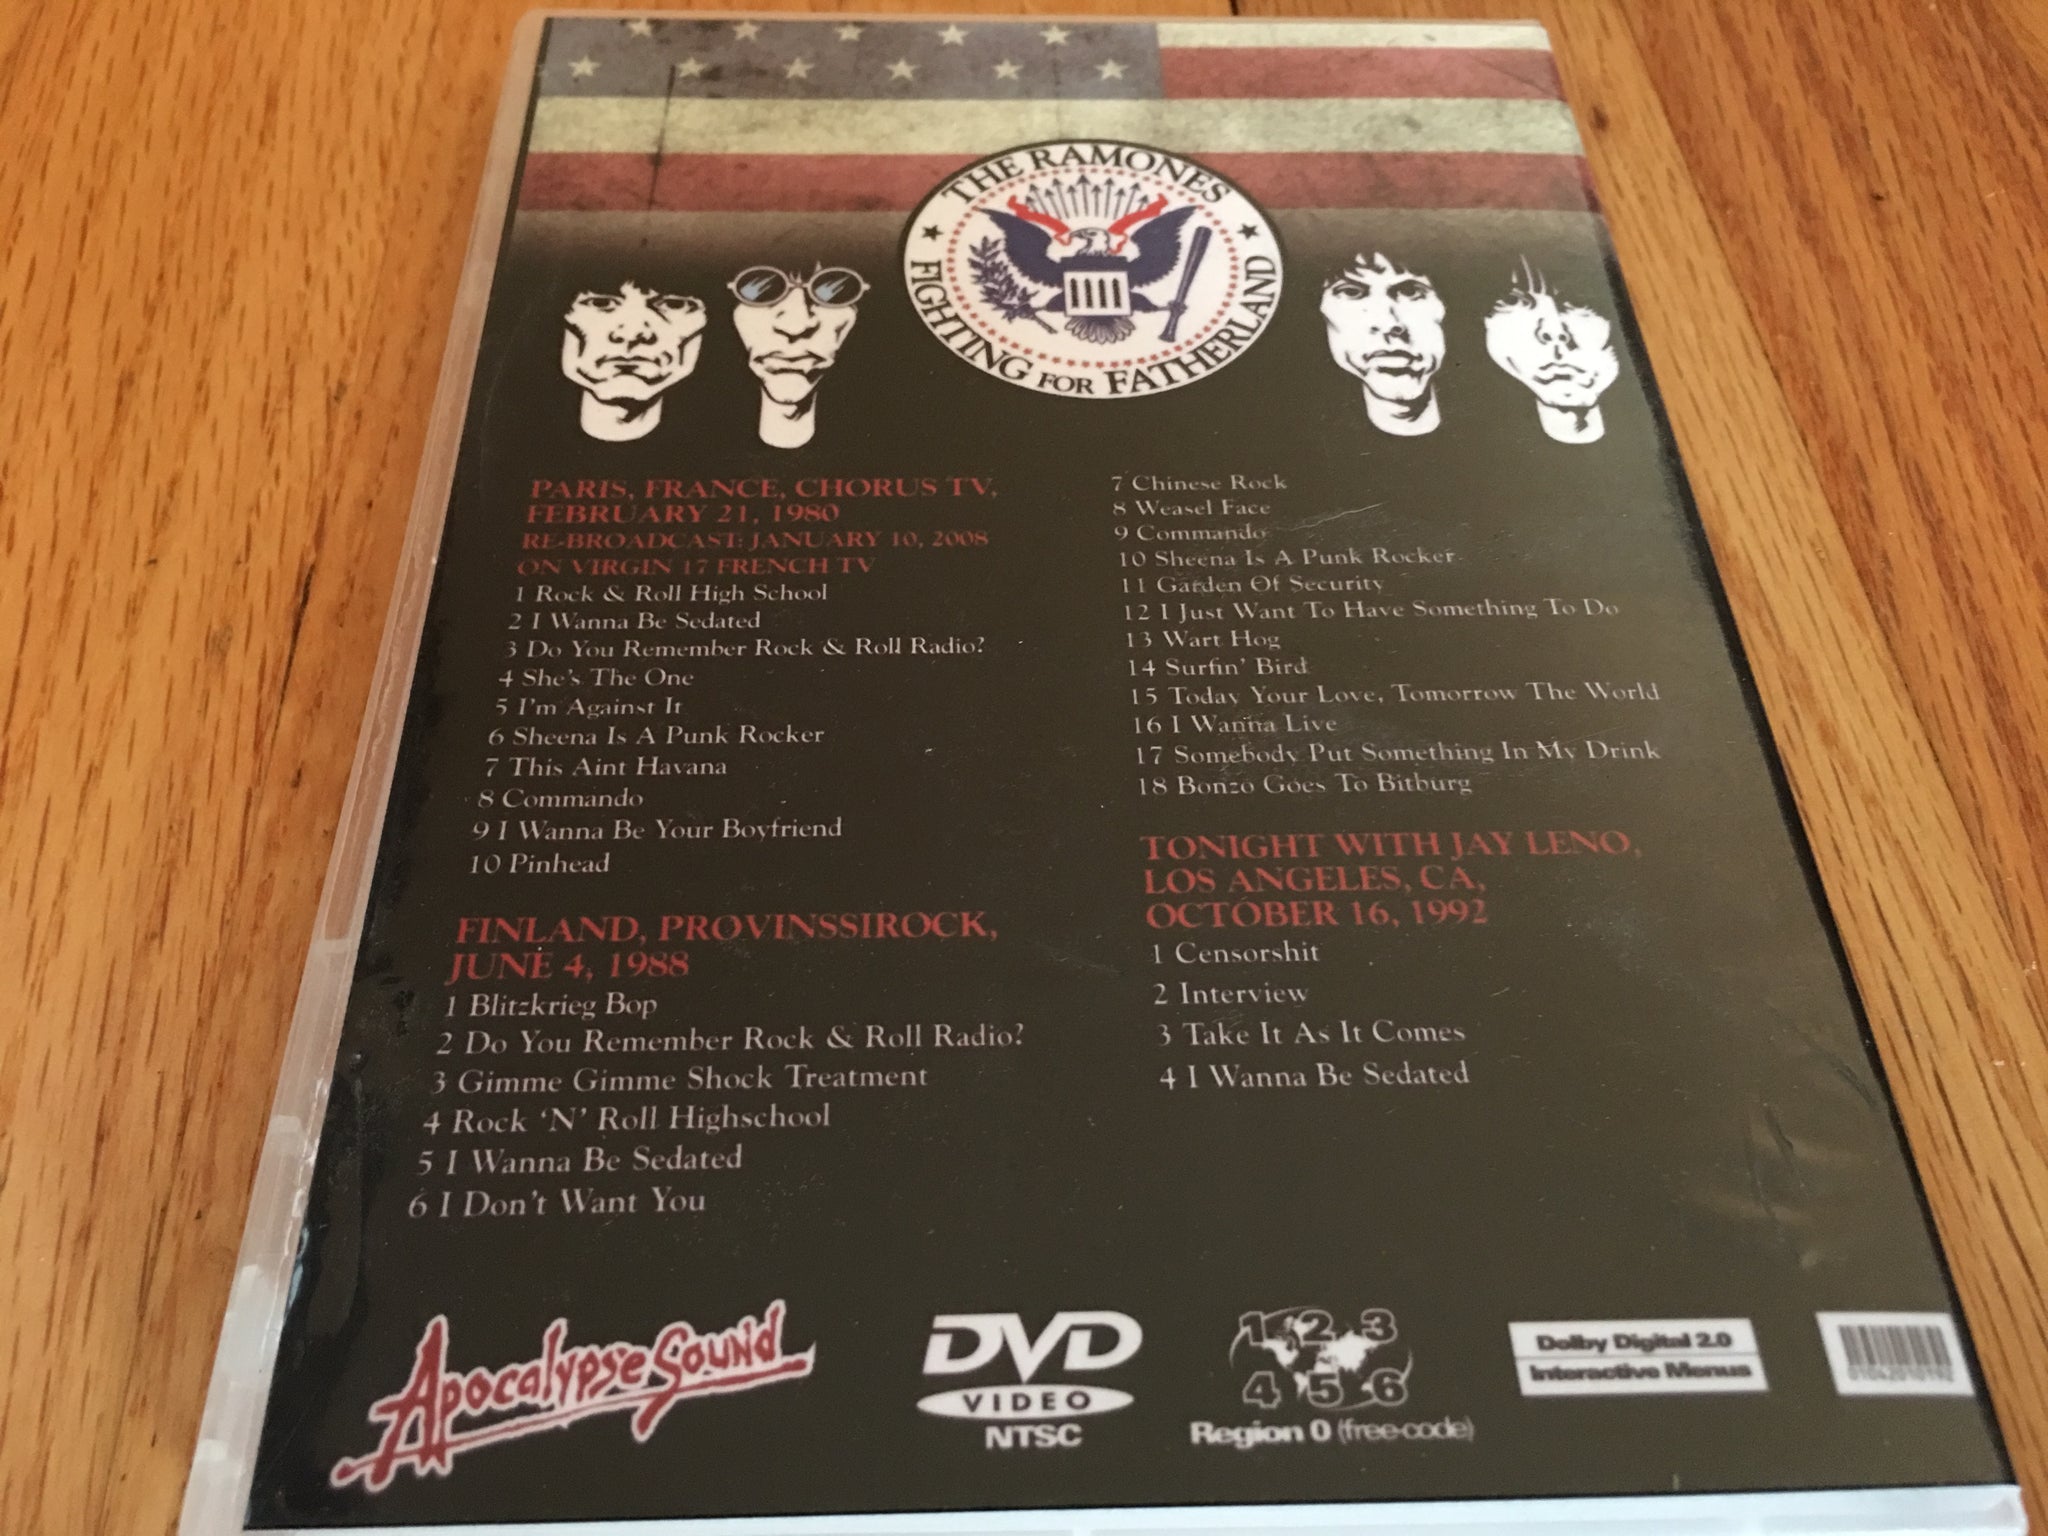 THE RAMONES
FIGHTING FOR FATHERLAND
PARIS, FRANCE, CHORUS TV,
FEBRUARY 21, 1980
RE-BROADCAST: JANUARY 10, 2008
ON VIRGIN 17 FRENCH TV
1 Rock & Roll High School
2 I Wanna Be Sedated
3 Do You Remember Rock & Roll Radio?
4 She's The One
5 I'm Against It
6 Sheena Is A Punk Rocker
7 This Aint Havana
8 Commando
9 I Wanna Be Your Boyfriend
10 Pinhead
FINLAND, PROVINSSIROCK,
JUNE 4, 1988
1 Blitzkrieg Bop
2 Do You Remember Rock & Roll Radio?
3 Gimme Gimme Shock Treatment
4 Rock 'N' Roll Highschool
5 I Wanna Be Sedated
6 I Don't Want You
7 Chinese Rock
8 Weasel Face
9 Commando
10 Sheena Is A Punk Rocker
11 Garden Of Security
12 I Just Want To Have Something To Do
13 Wart Hog
14 Surfin' Bird
15 Today Your Love, Tomorrow The World
16 I Wanna Live
17 Somebody Put Something In My Drink
18 Bonzo Goes To Bitburg
TONIGHT WITH JAY LENO,
LOS ANGELES, CA,
OCTOBER 16, 1992
1 Censorshit
2 Interview
3 Take It As It Comes
4 I Wanna Be Sedated
Apocalypse Sound
DVD
VIDEO
NTSC
1 2 3
4 5 6
Region 0 (free-code)
Dolby Digital 2.0
Interactive Menus